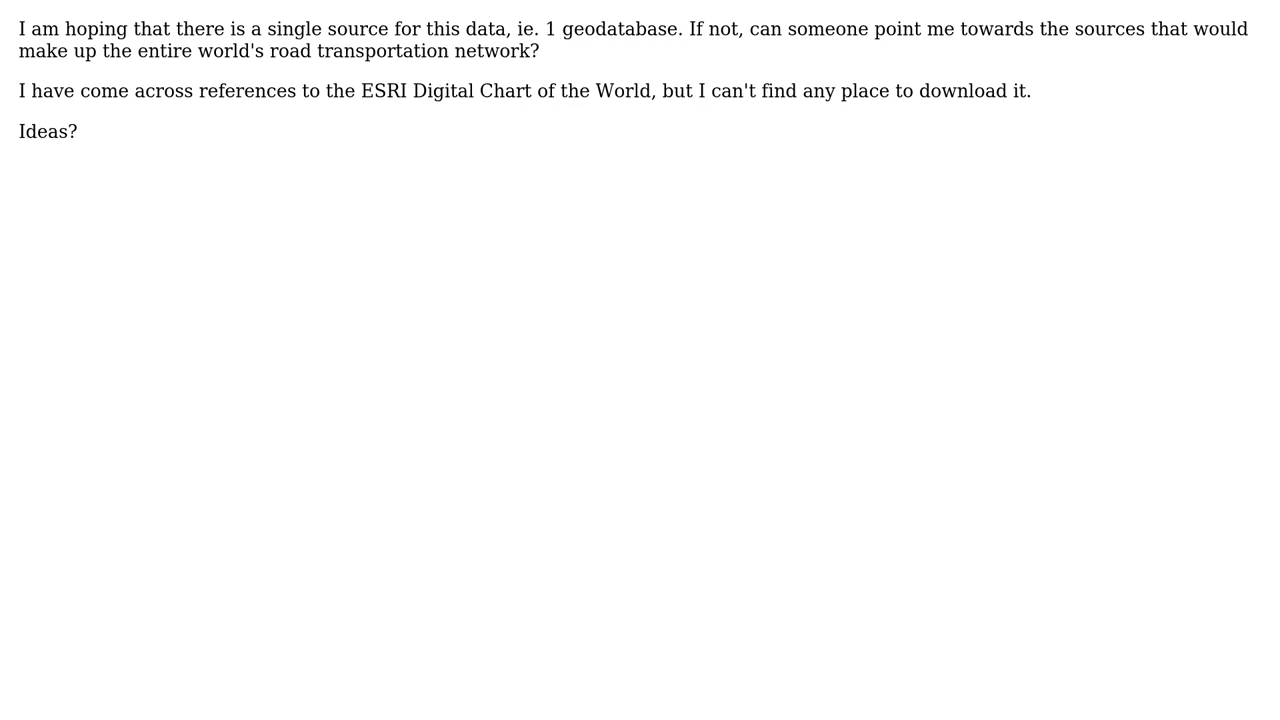 I am hoping that there is a single source for this data, ie. 1 geodatabase. If not, can someone point me towards the sources that would
make up the entire world's road transportation network?
I have come across references to the ESRI Digital Chart of the World, but I can't find any place to download it.
Ideas?